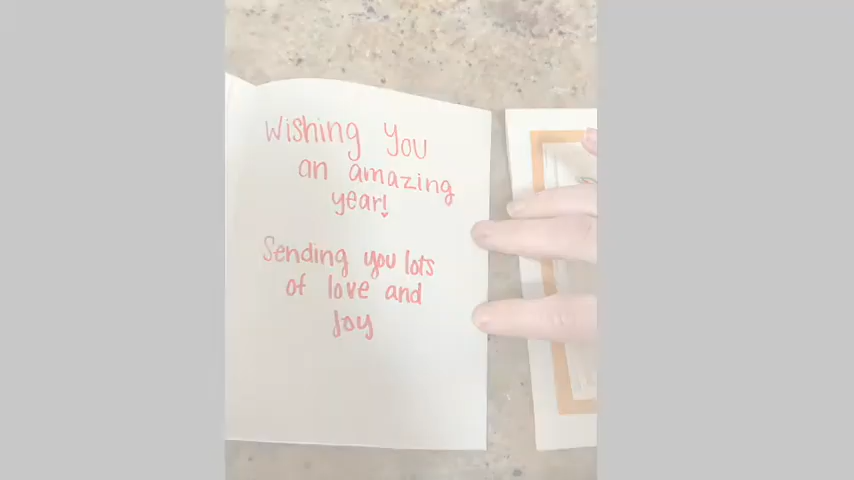 Wishing You
an amazing
year!
Sending you lots
of love and
Joy